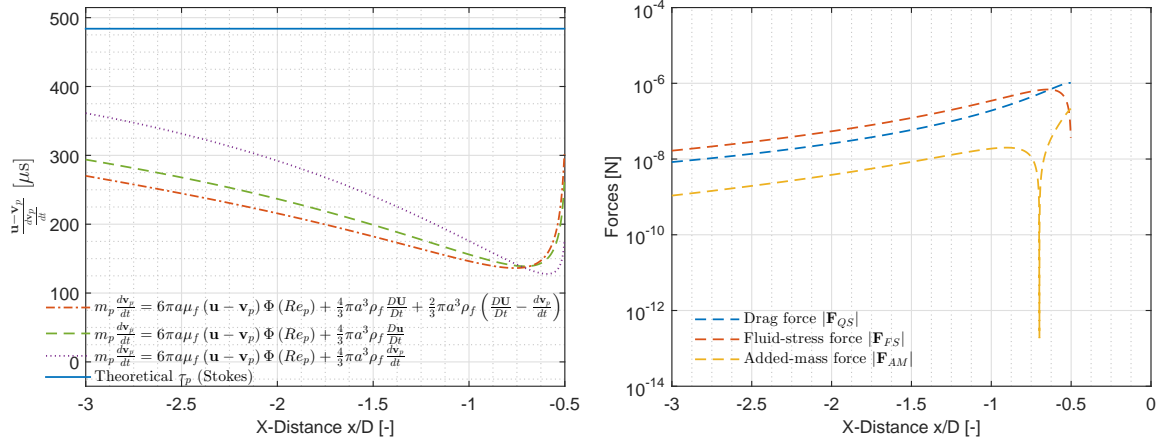 500
400
300
200
100
0
-3
-2.5
-2
-1.5
-1
-0.5
X-Distance x/D [-]
$\frac{\mathbf{u}-\mathbf{v}_p}{\frac{d\mathbf{v}_p}{dt}}$ [μs]
$m_p\frac{d\mathbf{v}_p}{dt} = 6\pi a\mu_f (\mathbf{u}-\mathbf{v}_p)\,\Phi(Re_p) + \frac{4}{3}\pi a^3\rho_f\frac{D\mathbf{U}}{Dt} + \frac{2}{3}\pi a^3\rho_f\left(\frac{D\mathbf{U}}{Dt} - \frac{d\mathbf{v}_p}{dt}\right)$
$m_p\frac{d\mathbf{v}_p}{dt} = 6\pi a\mu_f (\mathbf{u}-\mathbf{v}_p)\,\Phi(Re_p) + \frac{4}{3}\pi a^3\rho_f\frac{D\mathbf{u}}{Dt}$
$m_p\frac{d\mathbf{v}_p}{dt} = 6\pi a\mu_f (\mathbf{u}-\mathbf{v}_p)\,\Phi(Re_p) + \frac{4}{3}\pi a^3\rho_f\frac{d\mathbf{v}_p}{dt}$
Theoretical $\tau_p$ (Stokes)
10^{-4}
10^{-6}
10^{-8}
10^{-10}
10^{-12}
10^{-14}
-3
-2.5
-2
-1.5
-1
-0.5
0
X-Distance x/D [-]
Forces [N]
Drag force $|\mathbf{F}_{QS}|$
Fluid-stress force $|\mathbf{F}_{FS}|$
Added-mass force $|\mathbf{F}_{AM}|$